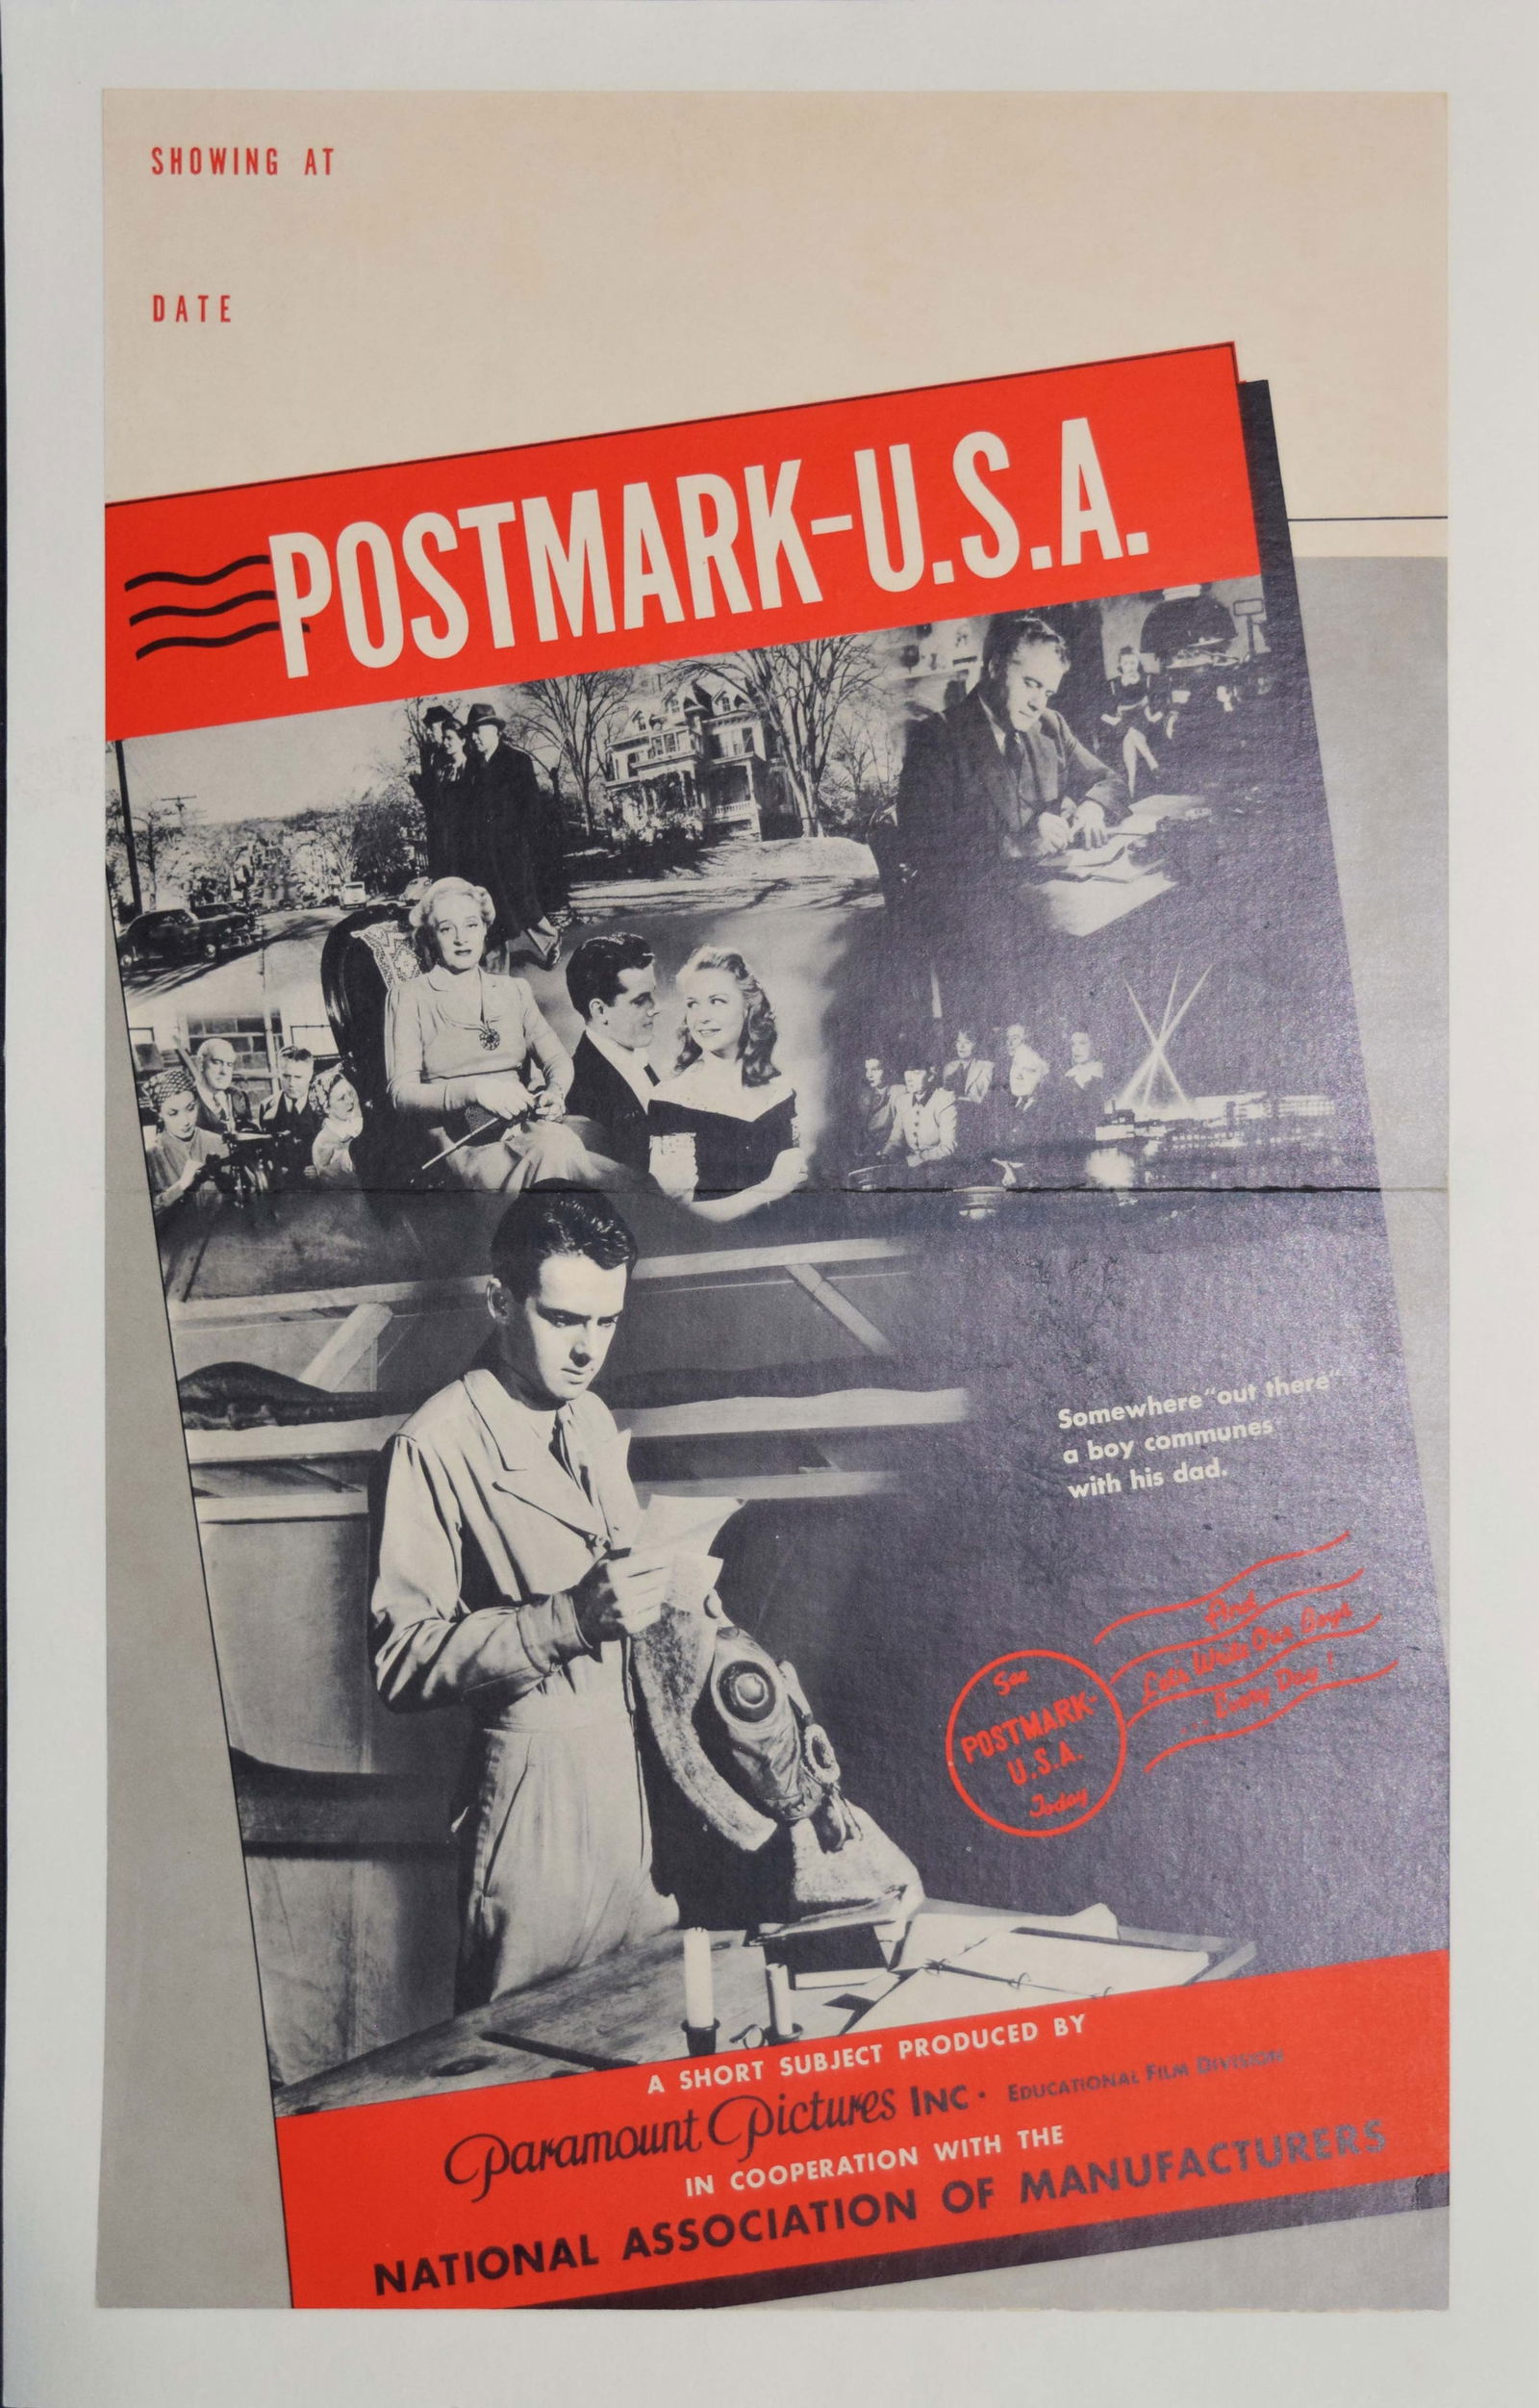 SHOWING AT
DATE
POSTMARK-U.S.A.
Somewhere "out there"
a boy communes
with his dad.
And
Let's Write Our Boys
... Every Day!
See
POSTMARK-
U.S.A.
Today
A SHORT SUBJECT PRODUCED BY
Paramount Pictures INC · EDUCATIONAL FILM DIVISION
IN COOPERATION WITH THE
NATIONAL ASSOCIATION OF MANUFACTURERS